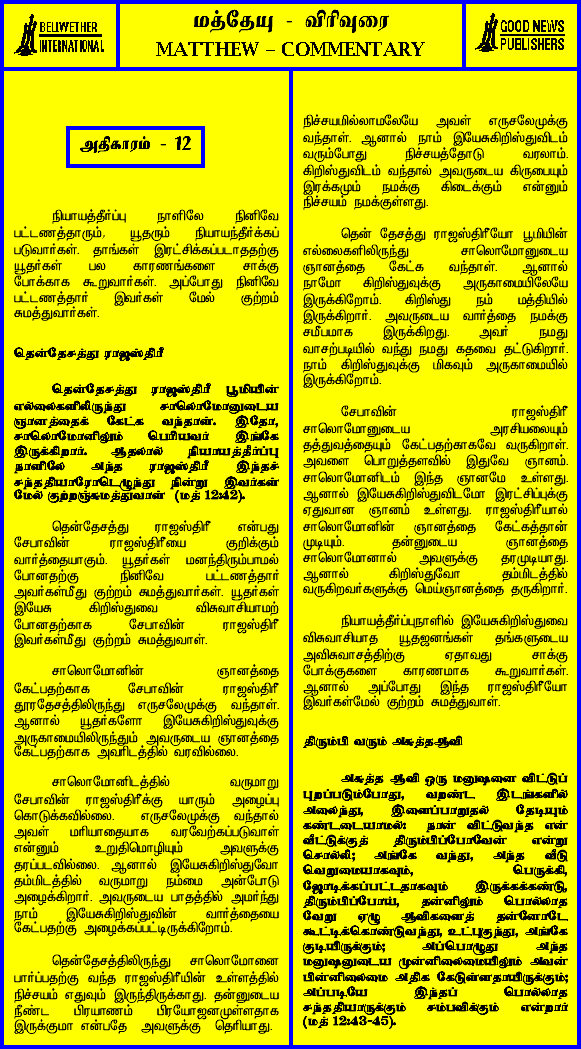 BELIWETHER
INTERNATIONAL
மத்தேயு - விரிவுரை
MATTHEW – COMMENTARY
GOOD NEWS
PUBLISHERS
அதிகாரம் - 12
நியாயத்தீர்ப்பு நாளிலே நினிவே
பட்டணத்தாரும், யூதரும் நியாயந்தீர்க்கப்
படுவார்கள். தாங்கள் இரட்சிக்கப்படாததற்கு
யூதர்கள் பல காரணங்களை சாக்கு
போக்காக கூறுவார்கள். அப்போது நினிவே
பட்டணத்தார் இவர்கள் மேல் குற்றம்
சுமத்துவார்கள்.
தென்தேசத்து ராஜஸ்திரீ
தென்தேசத்து ராஜஸ்திரீ பூமியின்
எல்லைகளிலிருந்து சாலொமோனுடைய
ஞானத்தைக் கேட்க வந்தாள். இதோ,
சாலொமோனிலும் பெரியவர் இங்கே
இருக்கிறார். ஆதலால் நியாயத்தீர்ப்பு
நாளிலே அந்த ராஜஸ்திரீ இந்தச்
சந்ததியாரோடெழுந்து நின்று இவர்கள்
மேல் குற்றஞ்சுமத்துவாள் (மத் 12:42).
தென்தேசத்து ராஜஸ்திரீ என்பது
சேபாவின் ராஜஸ்திரீயை குறிக்கும்
வார்த்தையாகும். யூதர்கள் மனந்திரும்பாமல்
போனதற்கு நினிவே பட்டணத்தார்
அவர்கள்மீது குற்றம் சுமத்துவார்கள். யூதர்கள்
இயேசு கிறிஸ்துவை விசுவாசியாமற்
போனதற்காக சேபாவின் ராஜஸ்திரீ
இவர்கள்மீது குற்றம் சுமத்துவாள்.
சாலொமோனின் ஞானத்தை
கேட்பதற்காக சேபாவின் ராஜஸ்திரீ
தூரதேசத்திலிருந்து எருசலேமுக்கு வந்தாள்.
ஆனால் யூதர்களோ இயேசுகிறிஸ்துவுக்கு
அருகாமையிலிருந்தும் அவருடைய ஞானத்தை
கேட்பதற்காக அவரிடத்தில் வரவில்லை.
சாலொமோனிடத்தில் வருமாறு
சேபாவின் ராஜஸ்திரீக்கு யாரும் அழைப்பு
கொடுக்கவில்லை. எருசலேமுக்கு வந்தால்
அவள் மரியாதையாக வரவேற்கப்படுவாள்
என்னும் உறுதிமொழியும் அவளுக்கு
தரப்படவில்லை. ஆனால் இயேசுகிறிஸ்துவோ
தம்மிடத்தில் வருமாறு நம்மை அன்போடு
அழைக்கிறார். அவருடைய பாதத்தில் அமர்ந்து
நாம் இயேசுகிறிஸ்துவின் வார்த்தையை
கேட்பதற்கு அழைக்கப்பட்டிருக்கிறோம்.
தென்தேசத்திலிருந்து சாலொமோனை
பார்ப்பதற்கு வந்த ராஜஸ்திரீயின் உள்ளத்தில்
நிச்சயம் எதுவும் இருந்திருக்காது. தன்னுடைய
நீண்ட பிரயாணம் பிரயோஜனமுள்ளதாக
இருக்குமா என்பதே அவளுக்கு தெரியாது.
நிச்சயமில்லாமலேயே அவள் எருசலேமுக்கு
வந்தாள். ஆனால் நாம் இயேசுகிறிஸ்துவிடம்
வரும்போது நிச்சயத்தோடு வரலாம்.
கிறிஸ்துவிடம் வந்தால் அவருடைய கிருபையும்
இரக்கமும் நமக்கு கிடைக்கும் என்னும்
நிச்சயம் நமக்குள்ளது.
தென் தேசத்து ராஜஸ்திரீயோ பூமியின்
எல்லைகளிலிருந்து சாலொமோனுடைய
ஞானத்தை கேட்க வந்தாள். ஆனால்
நாமோ கிறிஸ்துவுக்கு அருகாமையிலேயே
இருக்கிறோம். கிறிஸ்து நம் மத்தியில்
இருக்கிறார். அவருடைய வார்த்தை நமக்கு
சமீபமாக இருக்கிறது. அவர் நமது
வாசற்படியில் வந்து நமது கதவை தட்டுகிறார்.
நாம் கிறிஸ்துவுக்கு மிகவும் அருகாமையில்
இருக்கிறோம்.
சேபாவின் ராஜஸ்திரீ
சாலொமோனுடைய அரசியலையும்
தத்துவத்தையும் கேட்பதற்காகவே வருகிறாள்.
அவளை பொறுத்தளவில் இதுவே ஞானம்.
சாலொமோனிடம் இந்த ஞானமே உள்ளது.
ஆனால் இயேசுகிறிஸ்துவிடமோ இரட்சிப்புக்கு
ஏதுவான ஞானம் உள்ளது. ராஜஸ்திரீயால்
சாலொமோனின் ஞானத்தை கேட்கத்தான்
முடியும். தன்னுடைய ஞானத்தை
சாலொமோனால் அவளுக்கு தரமுடியாது.
ஆனால் கிறிஸ்துவோ தம்மிடத்தில்
வருகிறவர்களுக்கு மெய்ஞானத்தை தருகிறார்.
நியாயத்தீர்ப்புநாளில் இயேசுகிறிஸ்துவை
விசுவாசியாத யூதஜனங்கள் தங்களுடைய
அவிசுவாசத்திற்கு ஏதாவது சாக்கு
போக்குகளை காரணமாக கூறுவார்கள்.
ஆனால் அப்போது இந்த ராஜஸ்திரீயோ
இவர்கள்மேல் குற்றம் சுமத்துவாள்.
திரும்பி வரும் அசுத்தஆவி
அசுத்த ஆவி ஒரு மனுஷனை விட்டுப்
புறப்படும்போது, வறண்ட இடங்களில்
அலைந்து, இளைப்பாறுதல் தேடியும்
கண்டடையாமல்: நான் விட்டுவந்த என்
வீட்டுக்குத் திரும்பிப்போவேன் என்று
சொல்லி; அங்கே வந்து, அந்த வீடு
வெறுமையாகவும், பெருக்கி,
ஜோடிக்கப்பட்டதாகவும் இருக்கக்கண்டு,
திரும்பிப்போய், தன்னிலும் பொல்லாத
வேறு ஏழு ஆவிகளைத் தன்னோடே
கூட்டிக்கொண்டுவந்து, உட்புகுந்து, அங்கே
குடியிருக்கும்; அப்பொழுது அந்த
மனுஷனுடைய முன்னிலைமையிலும் அவன்
பின்னிலைமை அதிக கேடுள்ளதாயிருக்கும்;
அப்படியே இந்தப் பொல்லாத
சந்ததியாருக்கும் சம்பவிக்கும் என்றார்
(மத் 12:43-45).